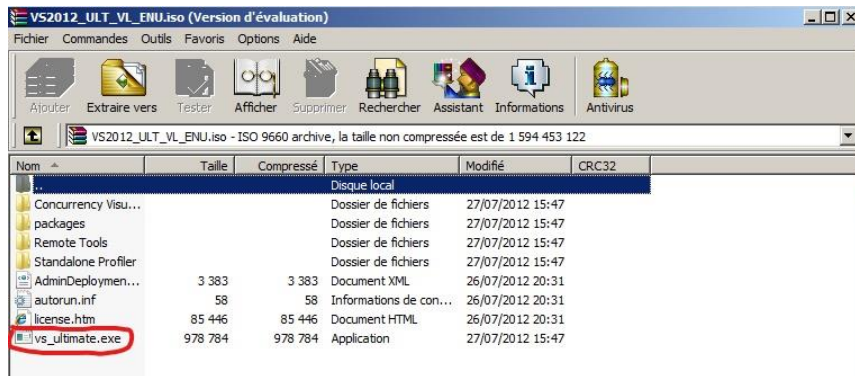 VS2012_ULT_VL_ENU.iso (Version d'évaluation)
Fichier Commandes Outils Favoris Options Aide
Ajouter Extraire vers Tester Afficher Supprimer Rechercher Assistant Informations Antivirus
VS2012_ULT_VL_ENU.iso - ISO 9660 archive, la taille non compressée est de 1 594 453 122
Nom Taille Compressé Type Modifié CRC32
.. Disque local
Concurrency Visu... Dossier de fichiers 27/07/2012 15:47
packages Dossier de fichiers 27/07/2012 15:47
Remote Tools Dossier de fichiers 27/07/2012 15:47
Standalone Profiler Dossier de fichiers 27/07/2012 15:47
AdminDeploymen... 3 383 3 383 Document XML 26/07/2012 20:31
autorun.inf 58 58 Informations de con... 26/07/2012 20:31
license.htm 85 446 85 446 Document HTML 26/07/2012 20:31
vs_ultimate.exe 978 784 978 784 Application 27/07/2012 15:47